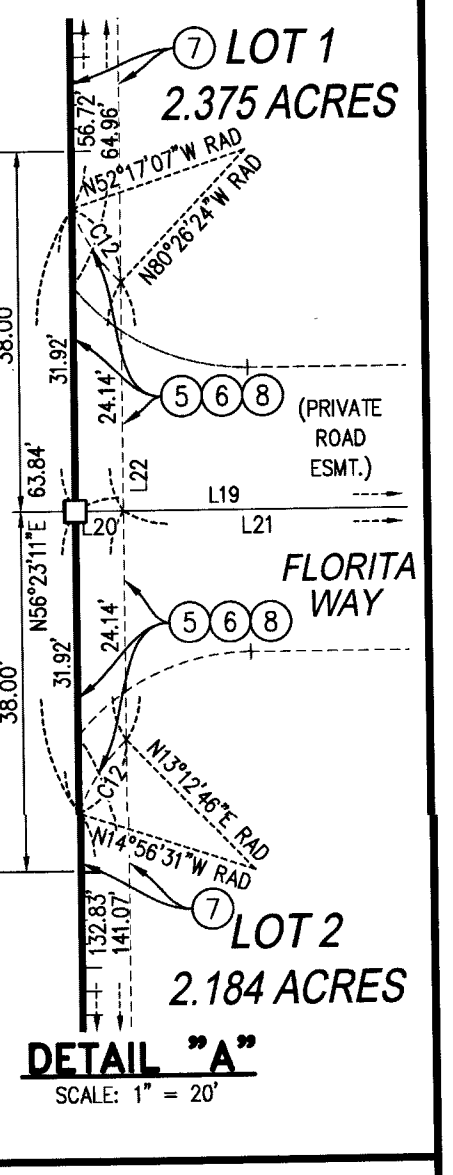 7 LOT 1
2.375 ACRES
56.72'
64.96'
N52°17'07"W RAD
N80°26'24"W RAD
C12
38.00'
31.92'
24.14'
5 6 8
(PRIVATE
ROAD
ESMT.)
63.84'
L22
L19
L20
L21
N56°23'11"E
FLORITA
WAY
5 6 8
24.14'
31.92'
38.00'
N13°12'46"E RAD
C12
N14°56'31"W RAD
7
132.83'
141.07'
LOT 2
2.184 ACRES
DETAIL "A"
SCALE: 1" = 20'